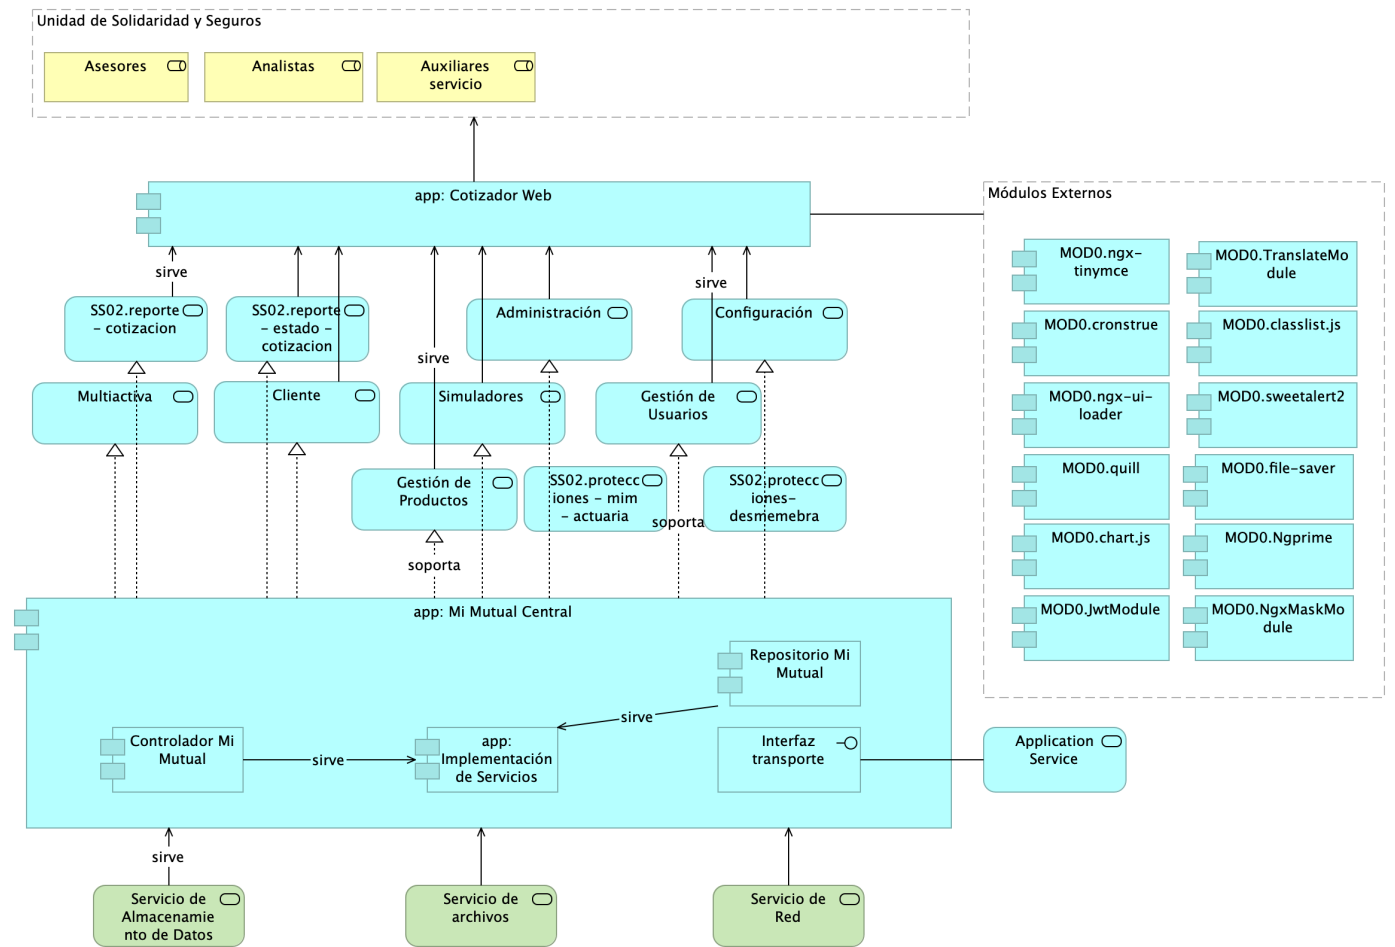 Unidad de Solidaridad y Seguros
Asesores
Analistas
Auxiliares
servicio
app: Cotizador Web
Módulos Externos
MOD0.ngx-
tinymce
MOD0.TranslateMo
dule
MOD0.cronstrue
MOD0.classlist.js
MOD0.ngx-ui-
loader
MOD0.sweetalert2
MOD0.quill
MOD0.file-saver
MOD0.chart.js
MOD0.Ngprime
MOD0.JwtModule
MOD0.NgxMaskMo
dule
sirve
sirve
SS02.reporte
- cotizacion
SS02.reporte
- estado -
cotizacion
Administración
Configuración
sirve
Multiactiva
Cliente
Simuladores
Gestión de
Usuarios
Gestión de
Productos
SS02.protecc
iones - mim
- actuaria
SS02.protecc
iones-
desmemebra
soporta
soporta
app: Mi Mutual Central
Repositorio Mi
Mutual
sirve
Controlador Mi
Mutual
sirve
app:
Implementación
de Servicios
Interfaz
transporte
Application
Service
sirve
Servicio de
Almacenamie
nto de Datos
Servicio de
archivos
Servicio de
Red